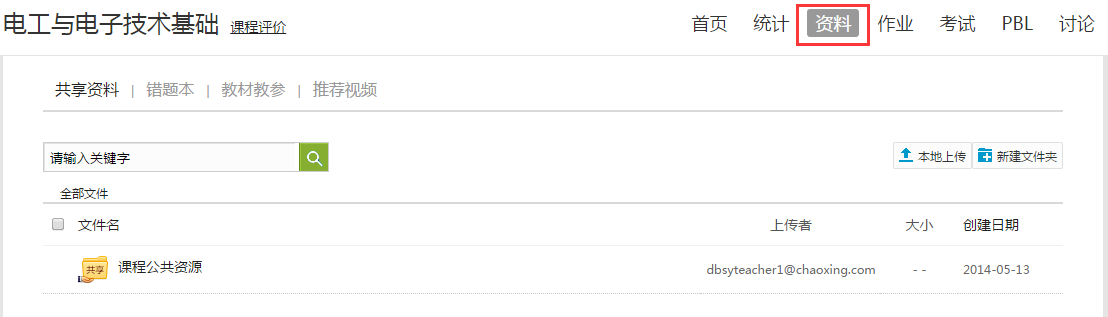 电工与电子技术基础 课程评价 首页 统计 资料 作业 考试 PBL 讨论
共享资料 | 错题本 | 教材教参 | 推荐视频
请输入关键字 本地上传 新建文件夹
全部文件
文件名 上传者 大小 创建日期
共享 课程公共资源 dbsyteacher1@chaoxing.com - - 2014-05-13